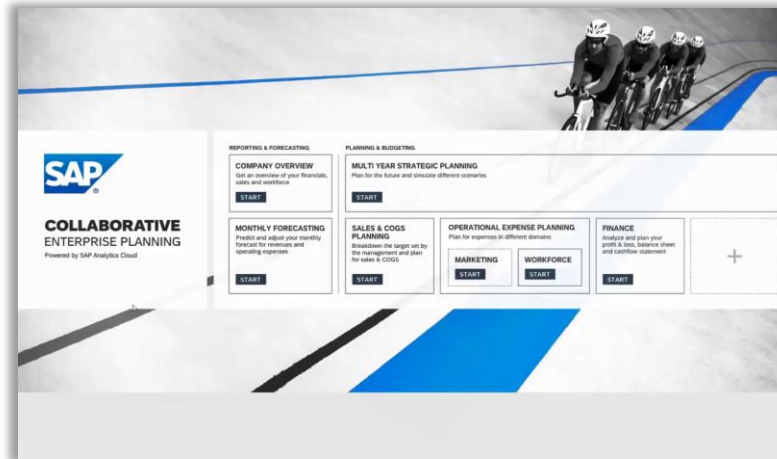 SAP
®
COLLABORATIVE
ENTERPRISE PLANNING
Powered by SAP Analytics Cloud
REPORTING & FORECASTING
COMPANY OVERVIEW
Get an overview of your financials,
sales and workforce
START
MONTHLY FORECASTING
Predict and adjust your monthly
forecast for revenues and
operating expenses
START
PLANNING & BUDGETING
MULTI YEAR STRATEGIC PLANNING
Plan for the future and simulate different scenarios
START
SALES & COGS
PLANNING
Breakdown the target set by
the management and plan
for sales & COGS
START
OPERATIONAL EXPENSE PLANNING
Plan for expenses in different domains
MARKETING
START
WORKFORCE
START
FINANCE
Analyze and plan your
profit & loss, balance sheet
and cashflow statement
START
+